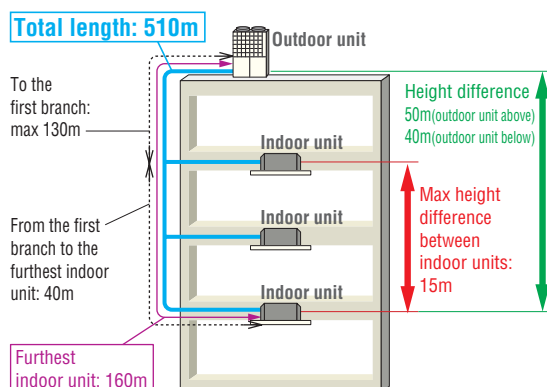 Total length: 510m
Outdoor unit
To the
first branch:
max 130m
Height difference
50m(outdoor unit above)
40m(outdoor unit below)
Indoor unit
Max height
difference
between
indoor units:
15m
From the first
branch to the
furthest indoor
unit: 40m
Indoor unit
Indoor unit
Furthest
indoor unit: 160m